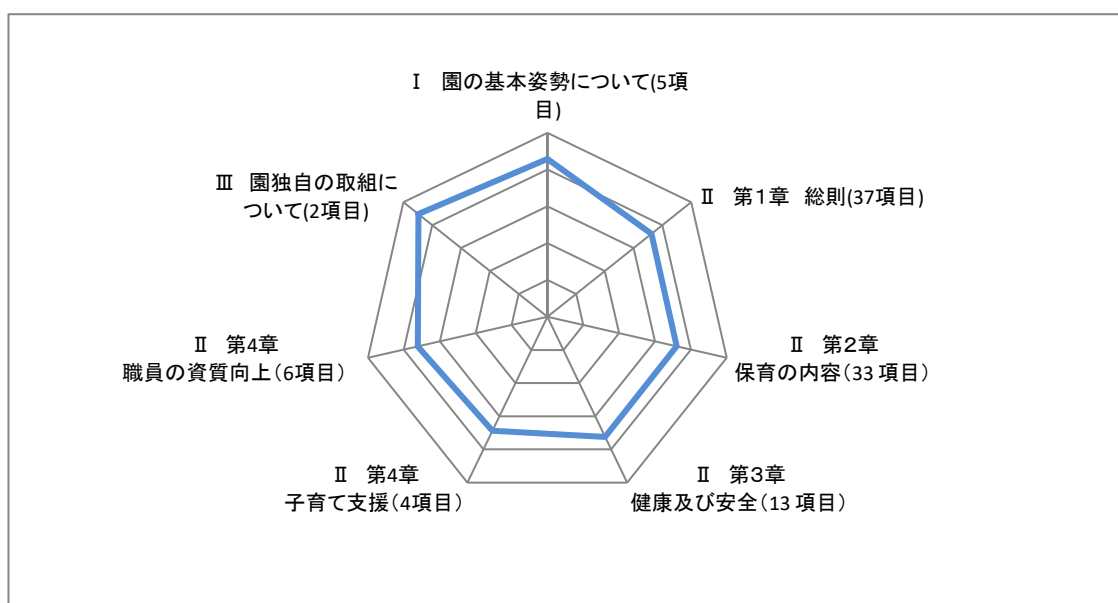 Ⅰ　園の基本姿勢について(5項
目)
Ⅱ　第1章　総則(37項目)
Ⅱ　第2章
保育の内容（33 項目）
Ⅱ　第3章
健康及び安全（13 項目）
Ⅱ　第4章
子育て支援（4項目）
Ⅱ　第4章
職員の資質向上（6項目）
Ⅲ　園独自の取組に
ついて(2項目)